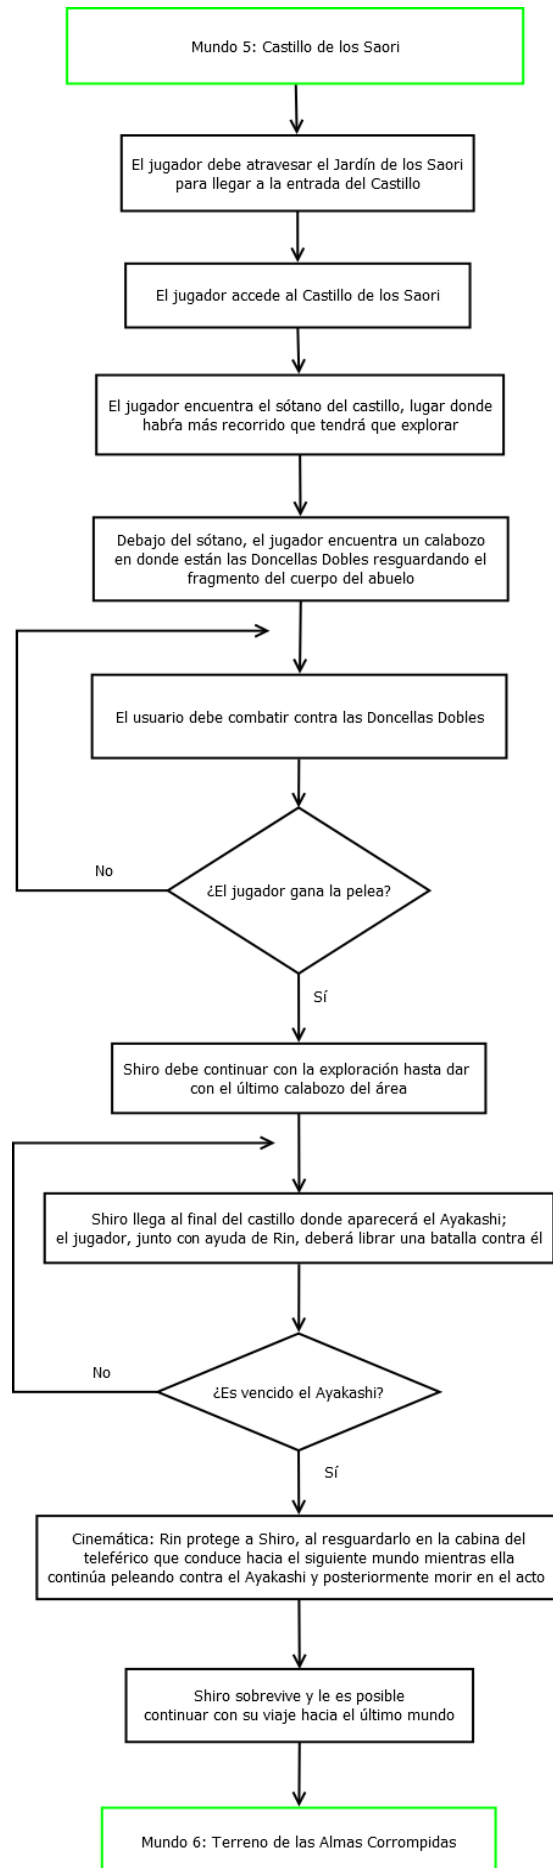 Mundo 5: Castillo de los Saori
El jugador debe atravesar el Jardín de los Saori
para llegar a la entrada del Castillo
El jugador accede al Castillo de los Saori
El jugador encuentra el sótano del castillo, lugar donde
habŕa más recorrido que tendrá que explorar
Debajo del sótano, el jugador encuentra un calabozo
en donde están las Doncellas Dobles resguardando el
fragmento del cuerpo del abuelo
El usuario debe combatir contra las Doncellas Dobles
¿El jugador gana la pelea?
No
Sí
Shiro debe continuar con la exploración hasta dar
con el último calabozo del área
Shiro llega al final del castillo donde aparecerá el Ayakashi;
el jugador, junto con ayuda de Rin, deberá librar una batalla contra él
¿Es vencido el Ayakashi?
No
Sí
Cinemática: Rin protege a Shiro, al resguardarlo en la cabina del
teleférico que conduce hacia el siguiente mundo mientras ella
continúa peleando contra el Ayakashi y posteriormente morir en el acto
Shiro sobrevive y le es posible
continuar con su viaje hacia el último mundo
Mundo 6: Terreno de las Almas Corrompidas